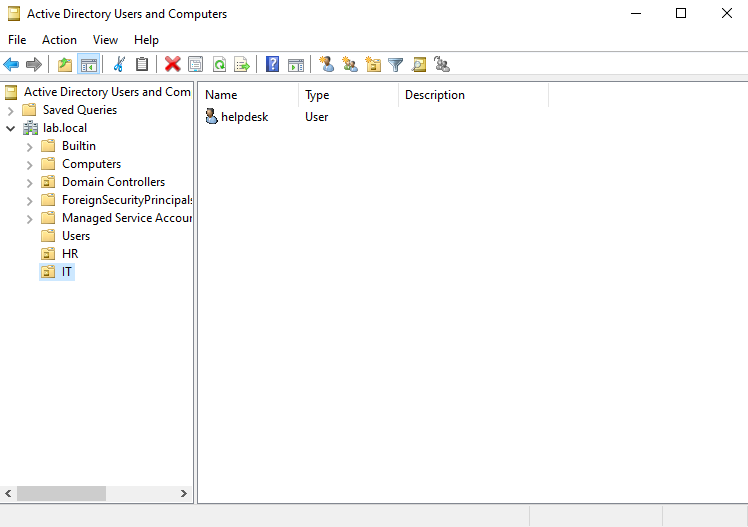 Active Directory Users and Computers
File Action View Help
Active Directory Users and Com
Saved Queries
lab.local
Builtin
Computers
Domain Controllers
ForeignSecurityPrincipals
Managed Service Accour
Users
HR
IT
Name Type Description
helpdesk User